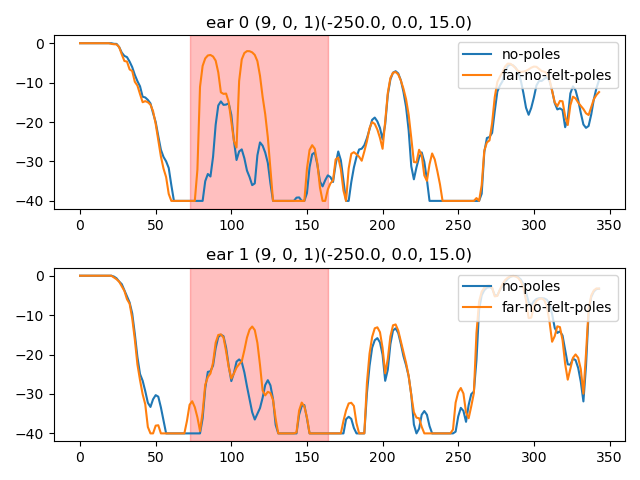 ear 0 (9, 0, 1)(-250.0, 0.0, 15.0)
0
−10
−20
−30
−40
no-poles
far-no-felt-poles
0 50 100 150 200 250 300 350
ear 1 (9, 0, 1)(-250.0, 0.0, 15.0)
0
−10
−20
−30
−40
no-poles
far-no-felt-poles
0 50 100 150 200 250 300 350